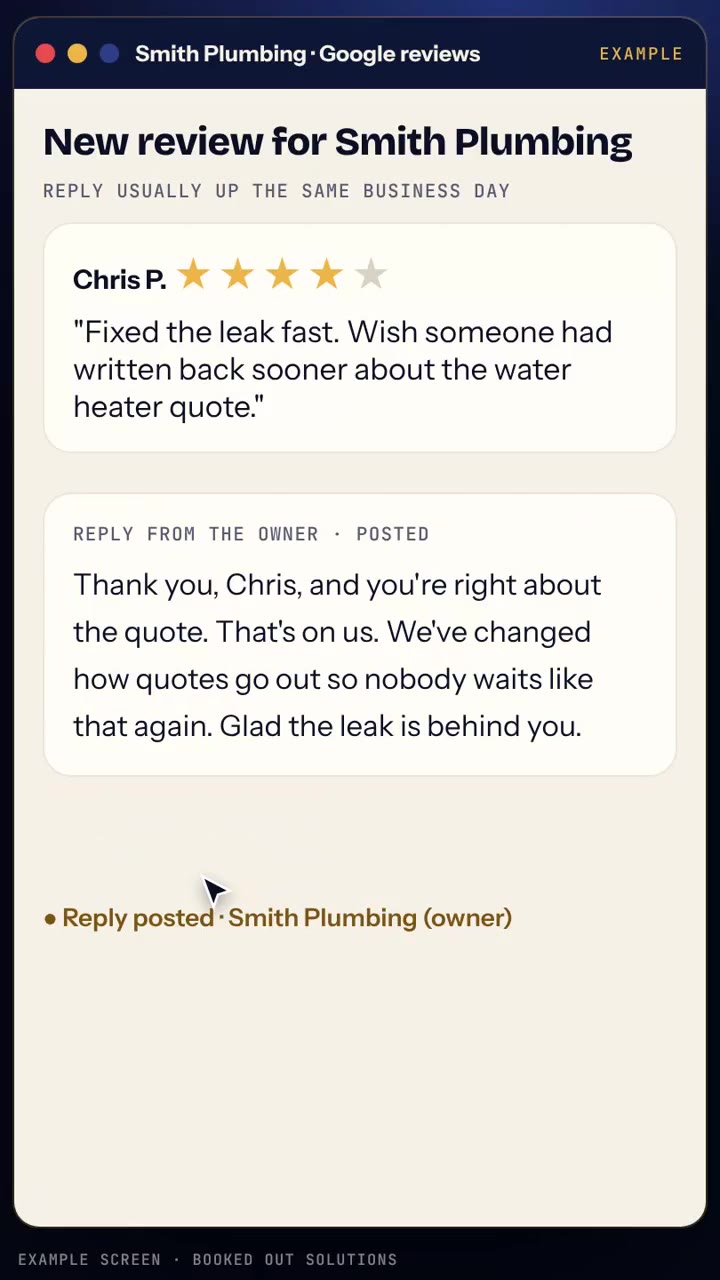 Smith Plumbing · Google reviews
EXAMPLE
New review for Smith Plumbing
REPLY USUALLY UP THE SAME BUSINESS DAY
Chris P.
"Fixed the leak fast. Wish someone had
written back sooner about the water
heater quote."
REPLY FROM THE OWNER · POSTED
Thank you, Chris, and you're right about
the quote. That's on us. We've changed
how quotes go out so nobody waits like
that again. Glad the leak is behind you.
Reply posted · Smith Plumbing (owner)
EXAMPLE SCREEN · BOOKED OUT SOLUTIONS